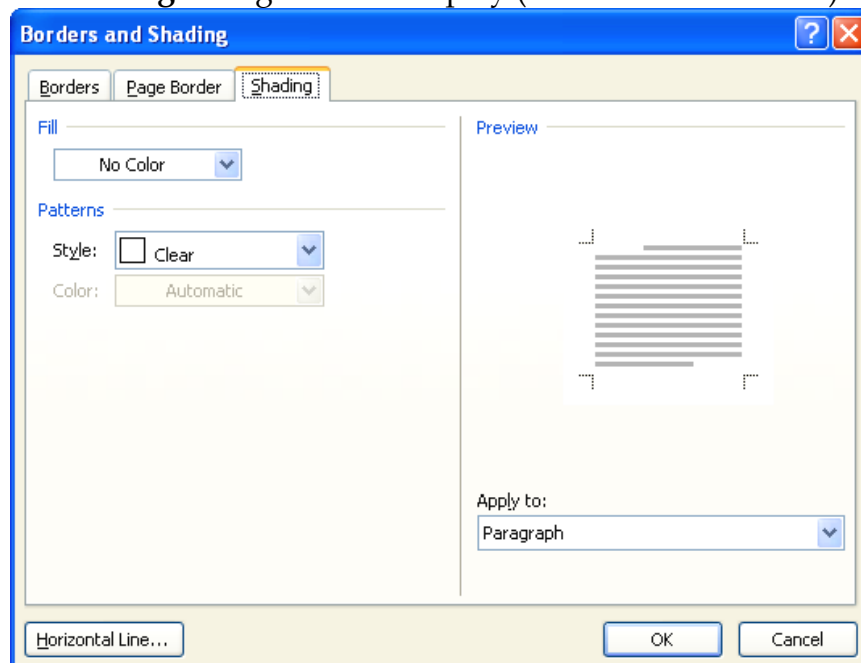 Borders and Shading
Borders Page Border Shading
Fill
No Color
Patterns
Style: Clear
Color: Automatic
Preview
Apply to:
Paragraph
Horizontal Line...
OK Cancel